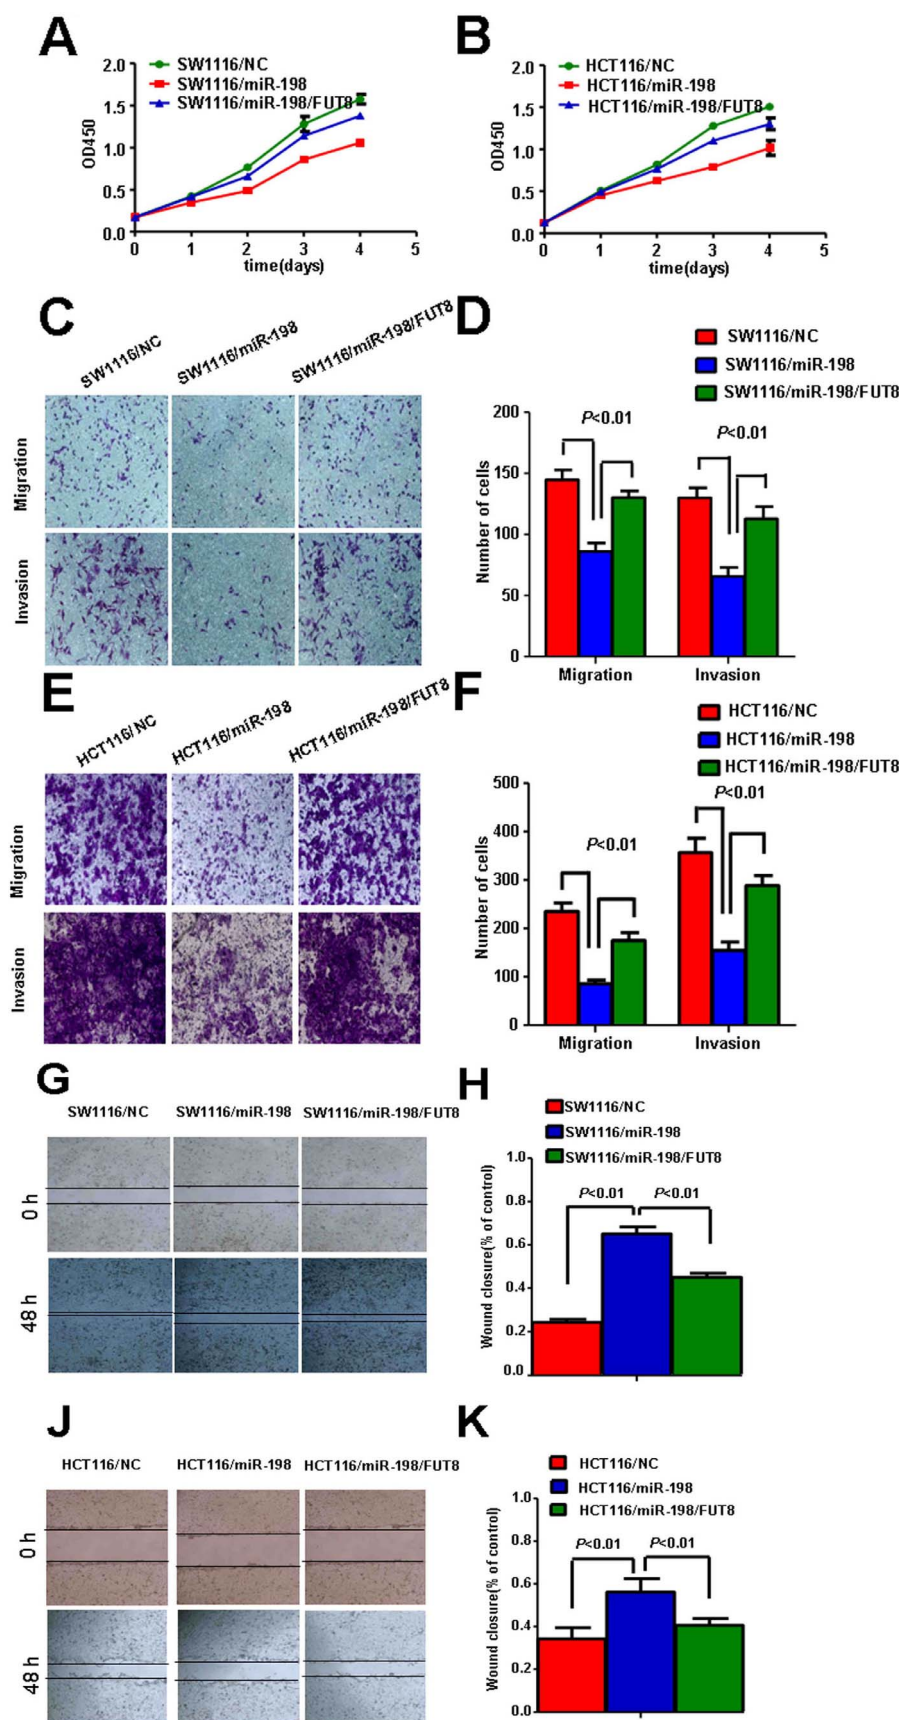 A
SW1116/NC
SW1116/miR-198
SW1116/miR-198/FUT8
OD450
2.0
1.5
1.0
0.5
0.0
0 1 2 3 4 5
time(days)
B
HCT116/NC
HCT116/miR-198
HCT116/miR-198/FUT8
OD450
2.0
1.5
1.0
0.5
0.0
0 1 2 3 4 5
time(days)
C
SW1116/NC
SW1116/miR-198
SW1116/miR-198/FUT8
Migration
Invasion
D
SW1116/NC
SW1116/miR-198
SW1116/miR-198/FUT8
Number of cells
200
150
100
50
0
P<0.01
P<0.01
Migration Invasion
E
HCT116/NC
HCT116/miR-198
HCT116/miR-198/FUT8
Migration
Invasion
F
HCT116/NC
HCT116/miR-198
HCT116/miR-198/FUT8
Number of cells
500
400
300
200
100
0
P<0.01
P<0.01
Migration Invasion
G
SW1116/NC SW1116/miR-198 SW1116/miR-198/FUT8
0 h
48 h
H
SW1116/NC
SW1116/miR-198
SW1116/miR-198/FUT8
Wound closure(% of control)
1.0
0.8
0.6
0.4
0.2
0.0
P<0.01 P<0.01
J
HCT116/NC HCT116/miR-198 HCT116/miR-198/FUT8
0 h
48 h
K
HCT116/NC
HCT116/miR-198
HCT116/miR-198/FUT8
Wound closure(% of control)
1.0
0.8
0.6
0.4
0.2
0.0
P<0.01 P<0.01